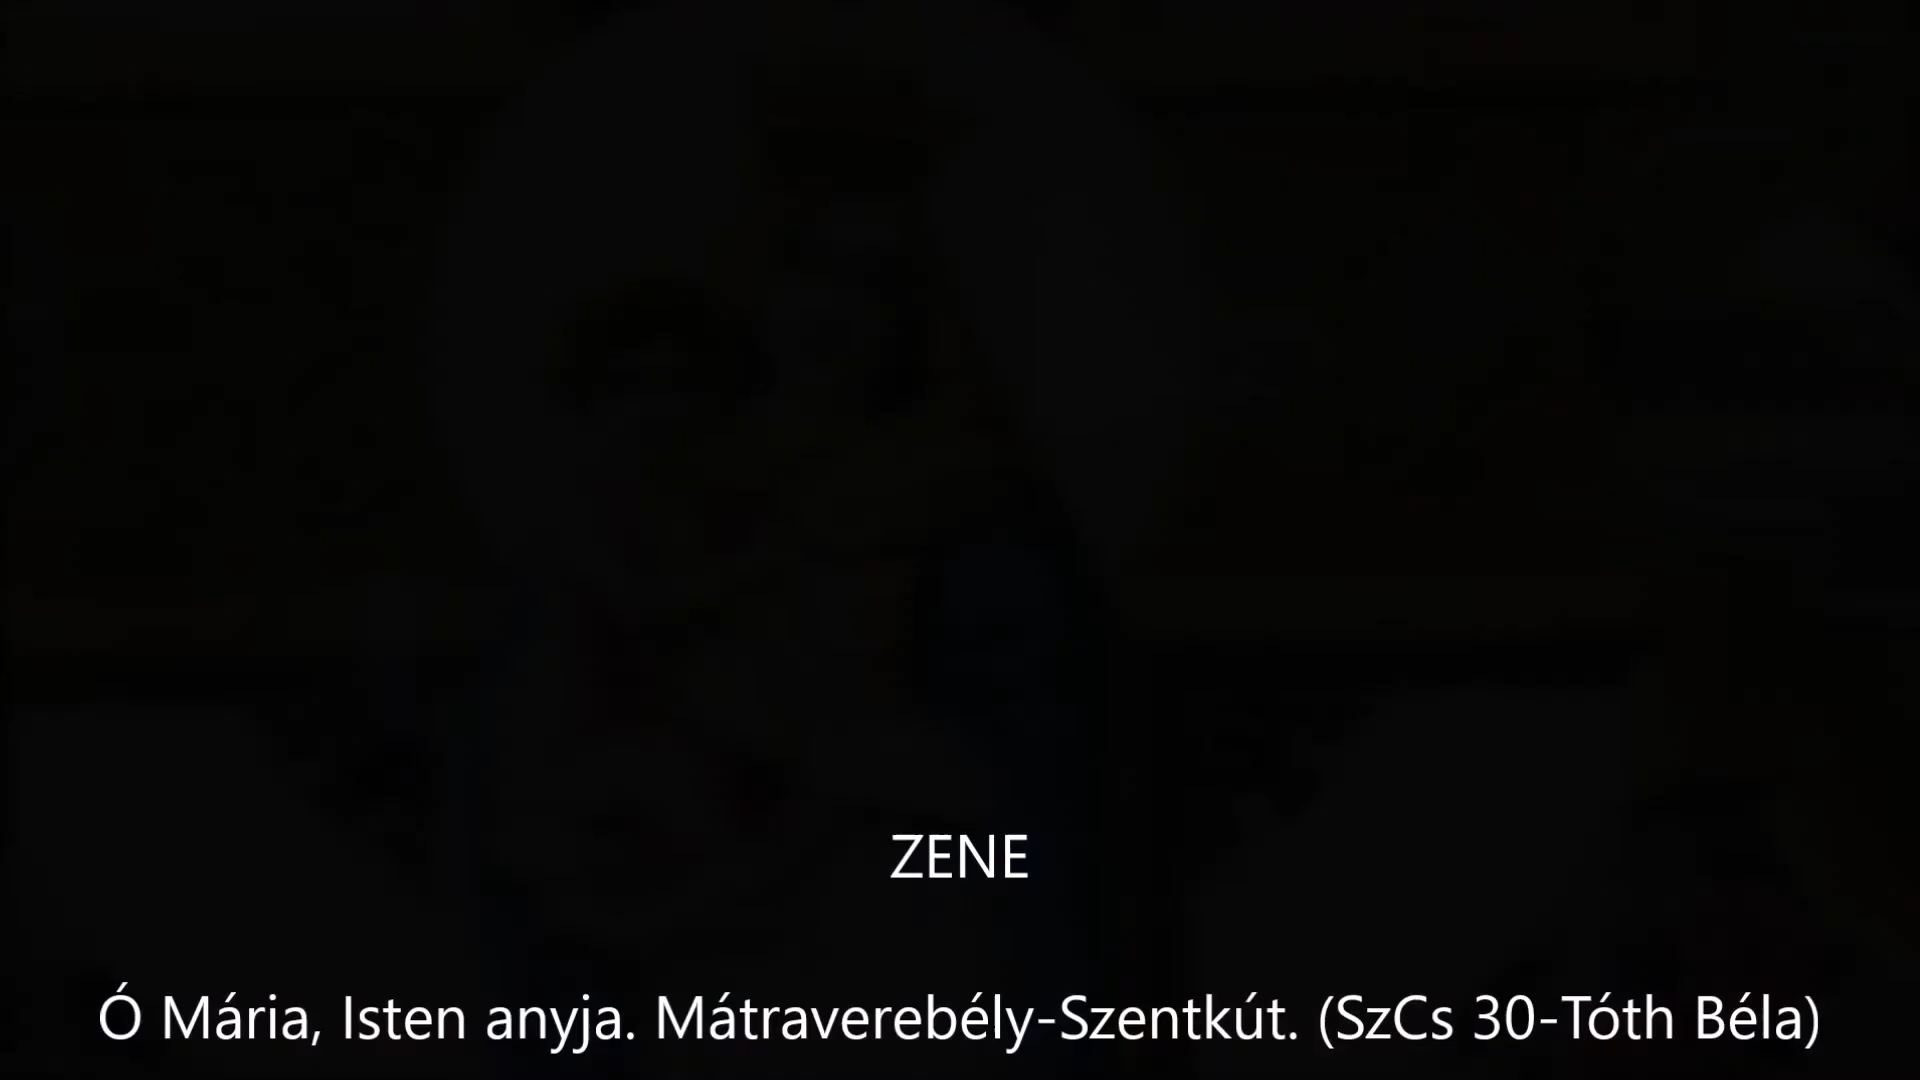 ZENE
Ó Mária, Isten anyja. Mátraverebély-Szentkút. (SzCs 30-Tóth Béla)